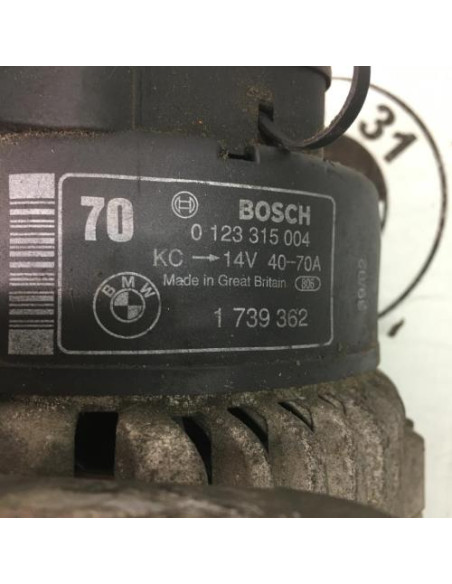 70
BOSCH
0 123 315 004
KC → 14V 40-70A
Made in Great Britain 806
BMW
1 739 362
31